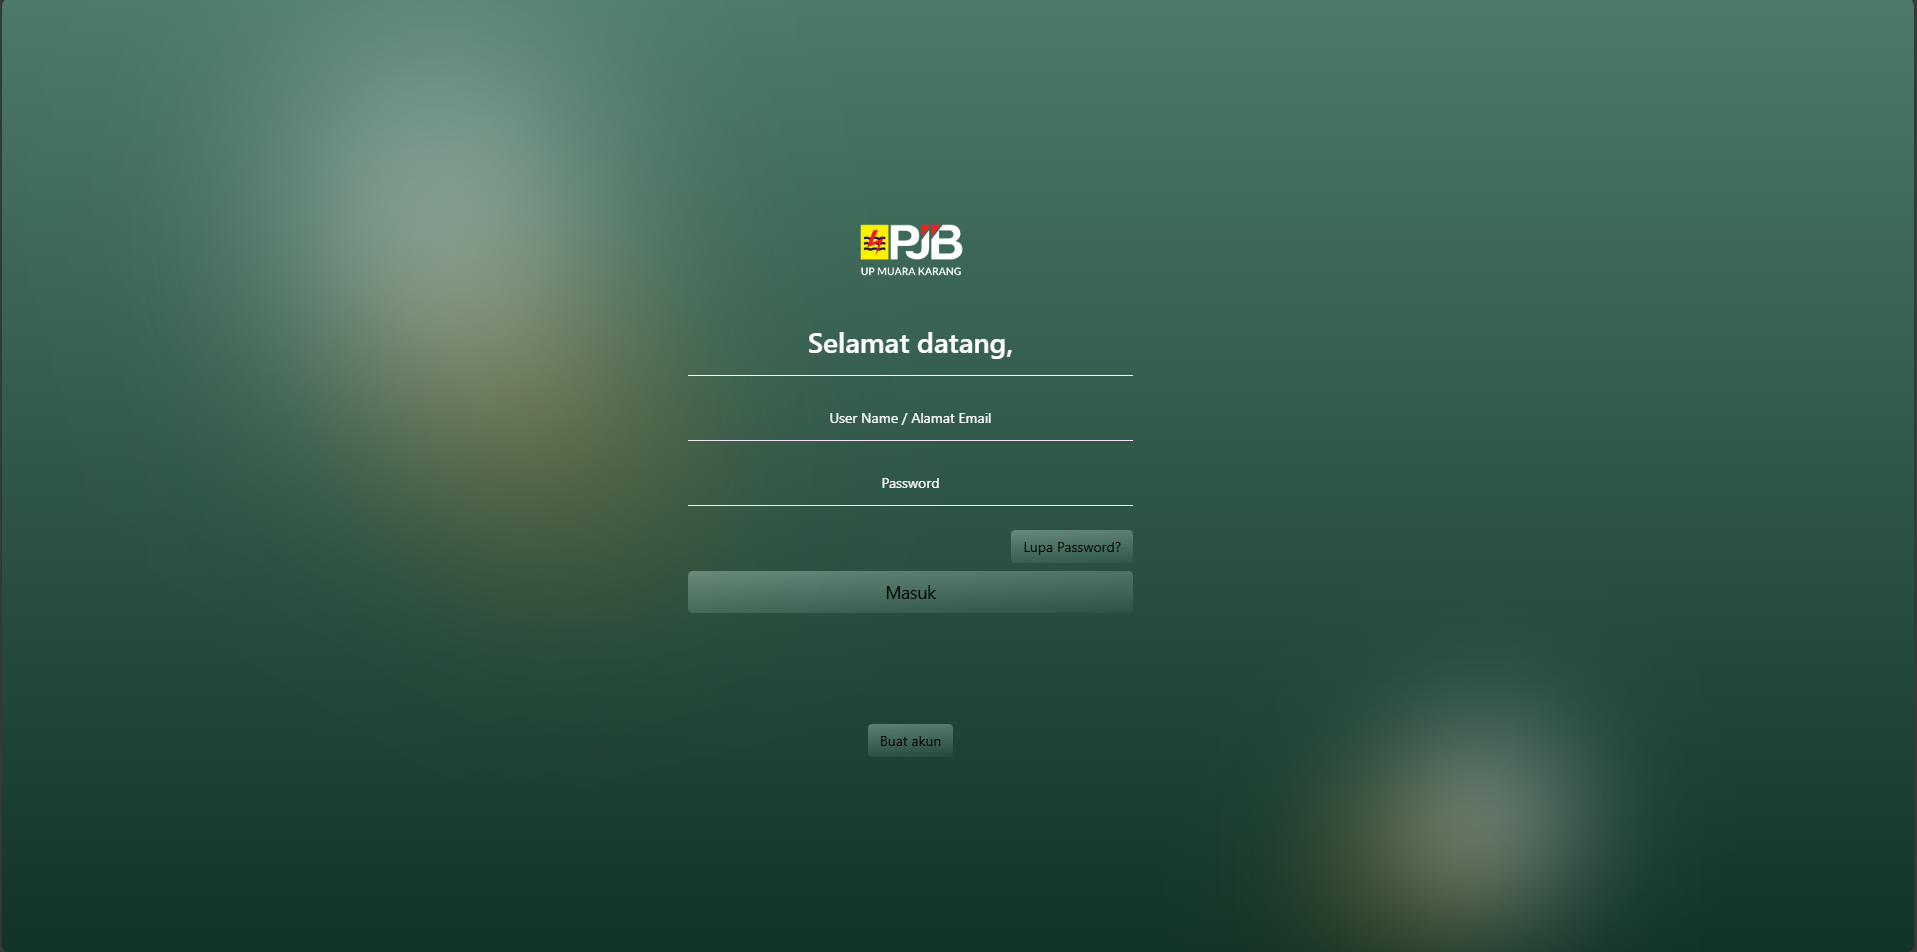 PJB
UP MUARA KARANG
Selamat datang,
User Name / Alamat Email
Password
Lupa Password?
Masuk
Buat akun